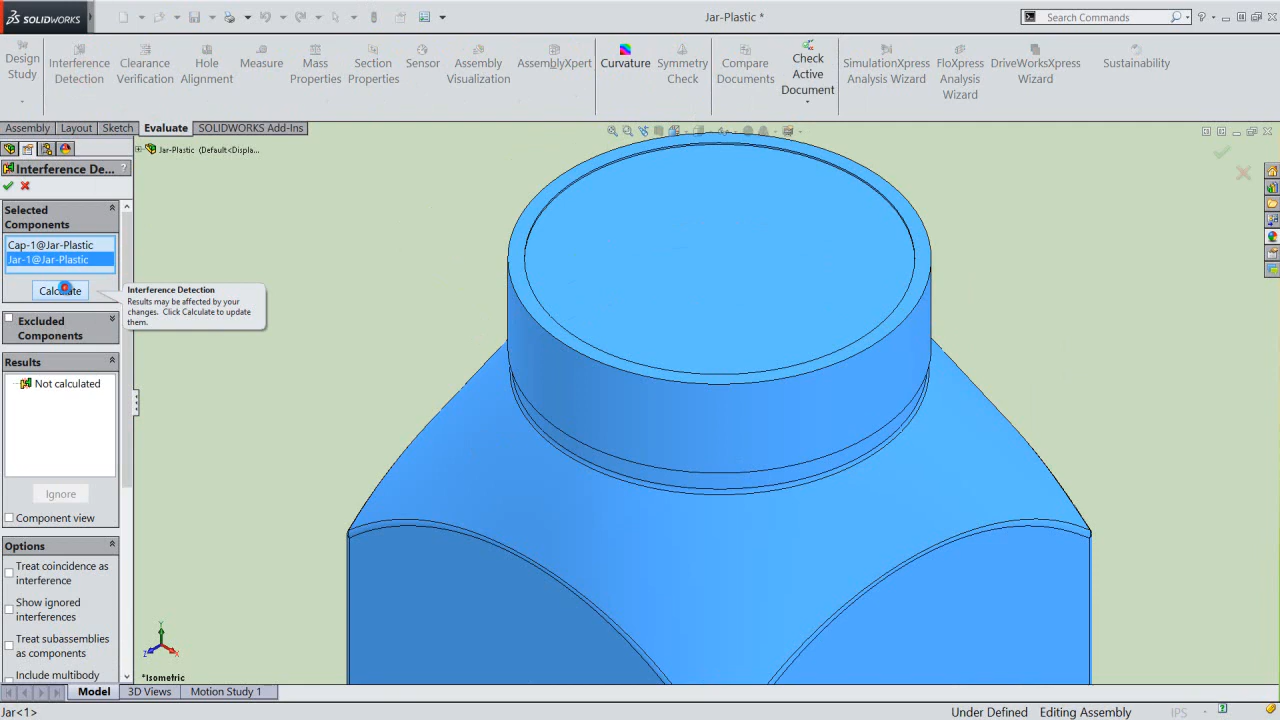 SOLIDWORKS
Jar-Plastic *
Search Commands
Design Study
Interference Detection
Clearance Verification
Hole Alignment
Measure
Mass Properties
Section Properties
Sensor
Assembly Visualization
AssemblyXpert
Curvature
Symmetry Check
Compare Documents
Check Active Document
SimulationXpress Analysis Wizard
FloXpress Analysis Wizard
DriveWorksXpress Wizard
Sustainability
Assembly
Layout
Sketch
Evaluate
SOLIDWORKS Add-Ins
Jar-Plastic (Default<Displa...
Interference De...
Selected
Components
Cap-1@Jar-Plastic
Jar-1@Jar-Plastic
Calculate
Interference Detection
Results may be affected by your
changes. Click Calculate to update
them.
Excluded
Components
Results
Not calculated
Ignore
Component view
Options
Treat coincidence as
interference
Show ignored
interferences
Treat subassemblies
as components
Include multibody
Y
Z
X
*Isometric
Model
3D Views
Motion Study 1
Jar<1>
Under Defined
Editing Assembly
IPS